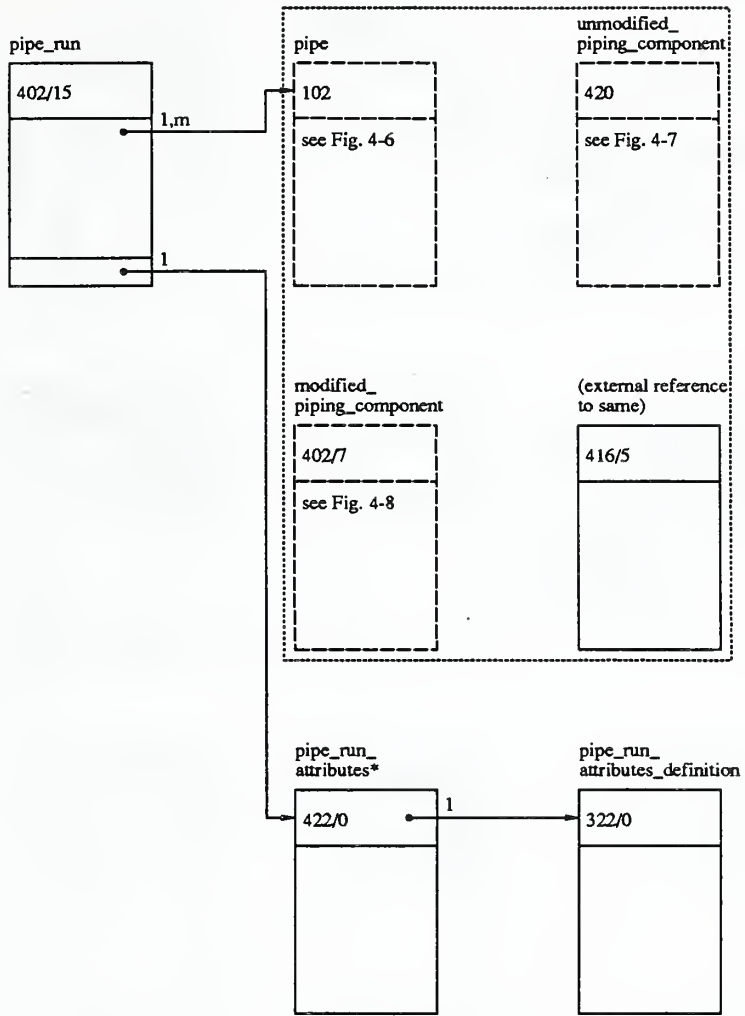 pipe_run
402/15
1,m
1
pipe
102
see Fig. 4-6
unmodified_
piping_component
420
see Fig. 4-7
modified_
piping_component
402/7
see Fig. 4-8
(external reference
to same)
416/5
pipe_run_
attributes*
422/0
1
pipe_run_
attributes_definition
322/0